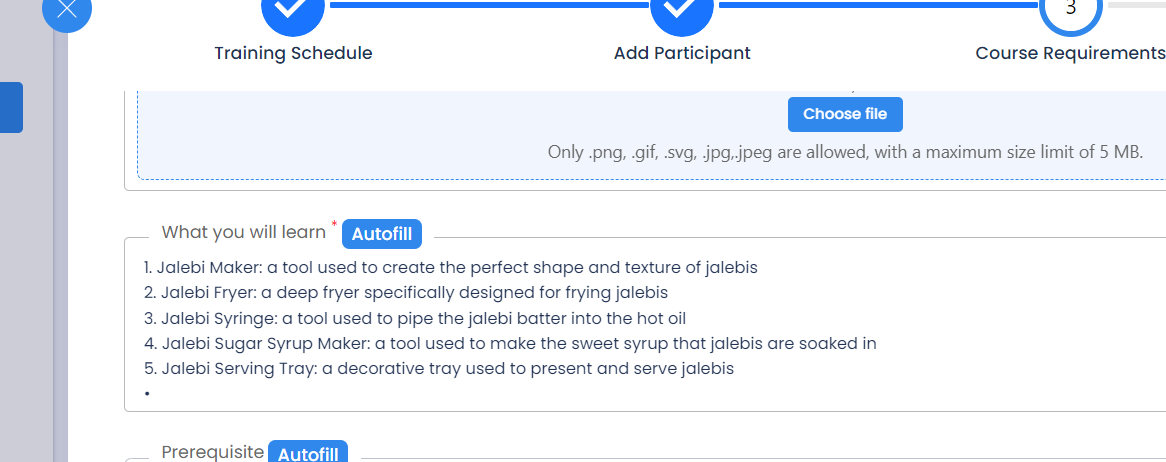 3
Training Schedule
Add Participant
Course Requirements
Choose file
Only .png, .gif, .svg, .jpg,.jpeg are allowed, with a maximum size limit of 5 MB.
What you will learn * Autofill
1. Jalebi Maker: a tool used to create the perfect shape and texture of jalebis
2. Jalebi Fryer: a deep fryer specifically designed for frying jalebis
3. Jalebi Syringe: a tool used to pipe the jalebi batter into the hot oil
4. Jalebi Sugar Syrup Maker: a tool used to make the sweet syrup that jalebis are soaked in
5. Jalebi Serving Tray: a decorative tray used to present and serve jalebis
•
Prerequisite Autofill